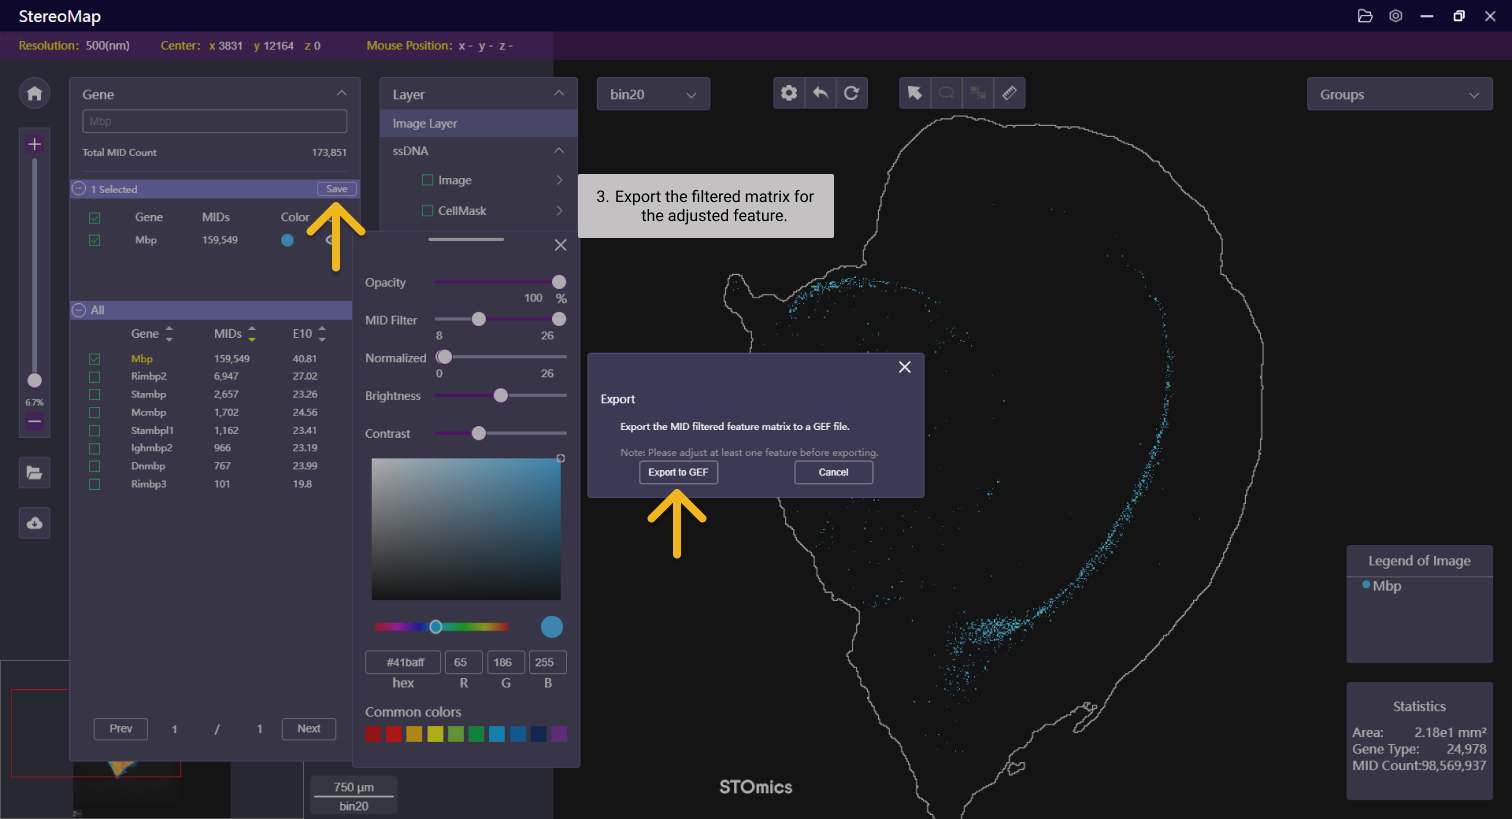 StereoMap
Resolution: 500(nm) Center: x 3831 y 12164 z 0 Mouse Position: x - y - z -
Gene
Mbp
Total MID Count 173,851
1 Selected Save
Gene MIDs Color
Mbp 159,549
All
Gene MIDs E10
Mbp 159,549 40.81
Rimbp2 6,947 27.02
Stambp 2,657 23.26
Mcmbp 1,702 24.56
Stambpl1 1,162 23.41
Ighmbp2 966 23.19
Dnmbp 767 23.99
Rimbp3 101 19.8
Prev 1 / 1 Next
6.7%
Layer
Image Layer
ssDNA
Image
CellMask
Opacity
100 %
MID Filter
8 26
Normalized
0 26
Brightness
Contrast
#41baff 65 186 255
hex R G B
Common colors
750 μm
bin20
bin20
Groups
3. Export the filtered matrix for
the adjusted feature.
Export
Export the MID filtered feature matrix to a GEF file.
Note: Please adjust at least one feature before exporting.
Export to GEF Cancel
Legend of Image
Mbp
Statistics
Area: 2.18e1 mm²
Gene Type: 24,978
MID Count:98,569,937
STOmics